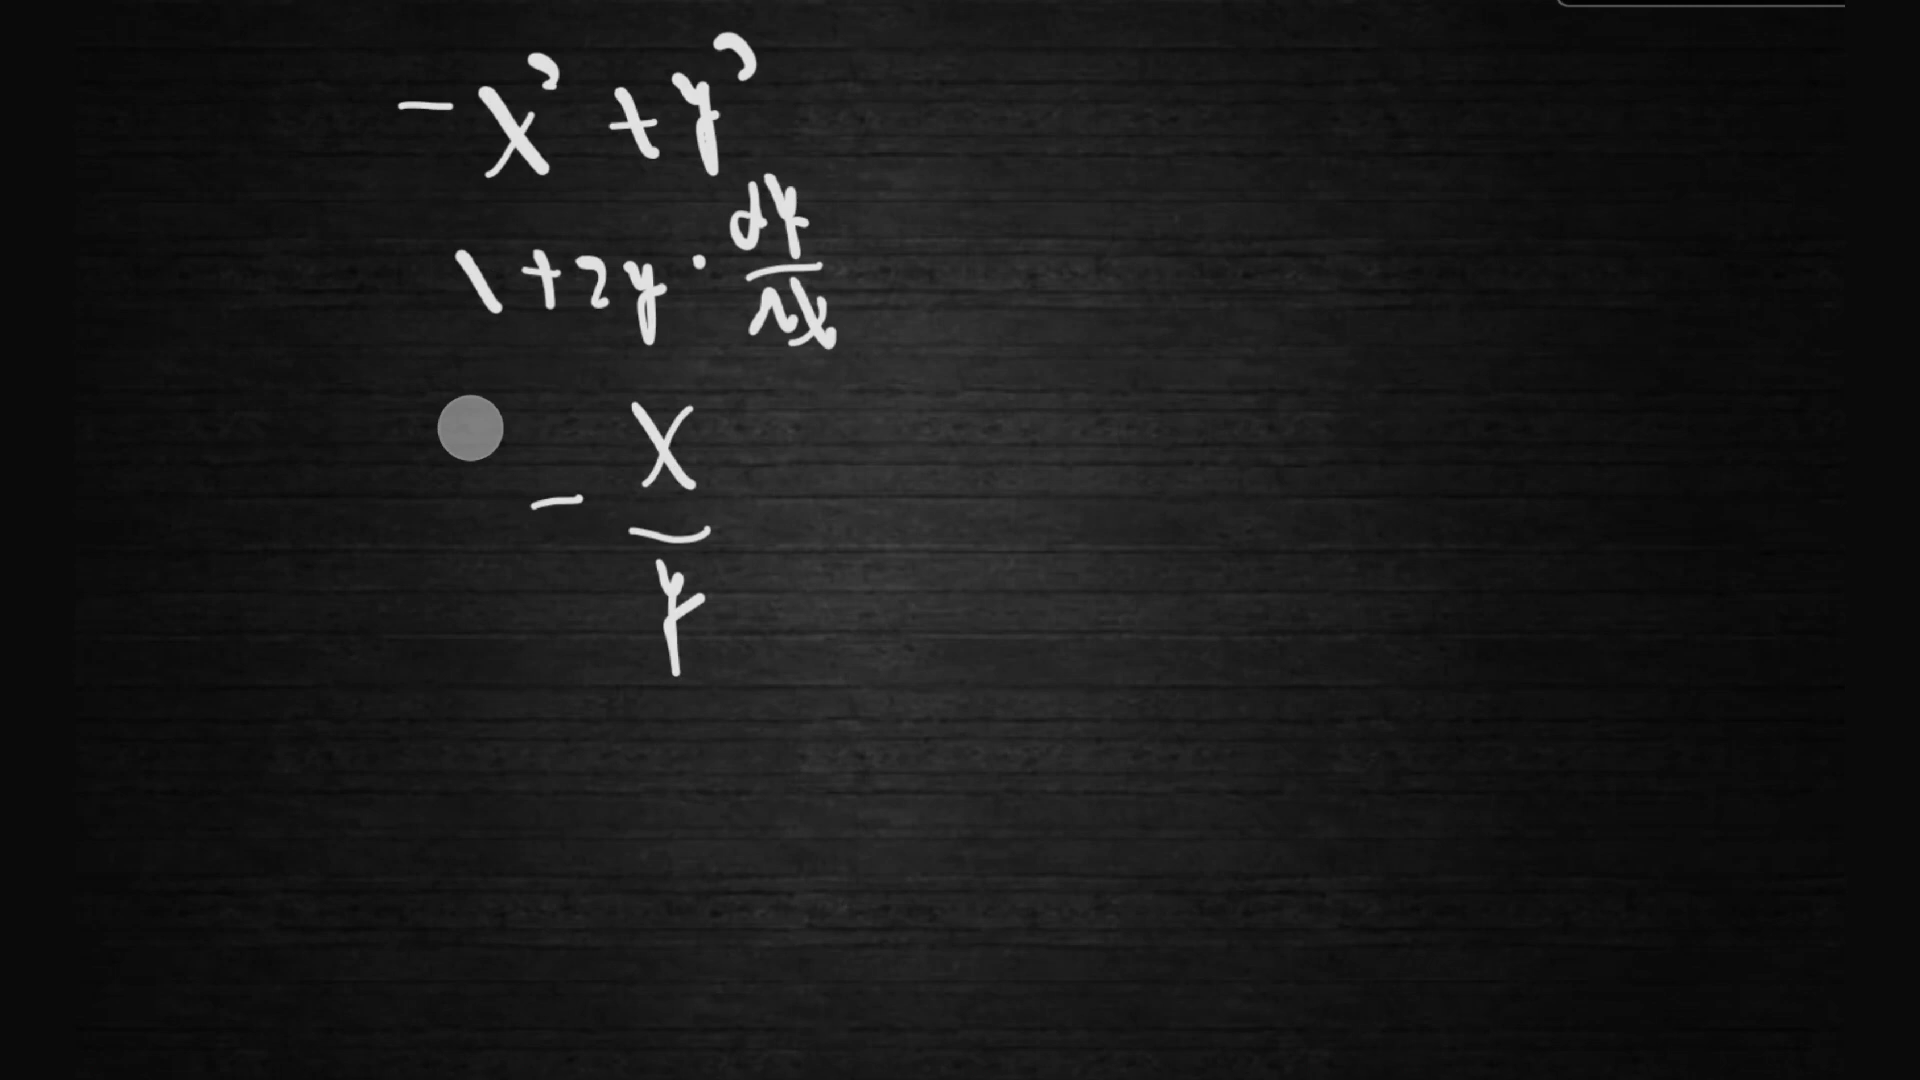 - x² + y²
1 + 2y · dy/dx
- x/y